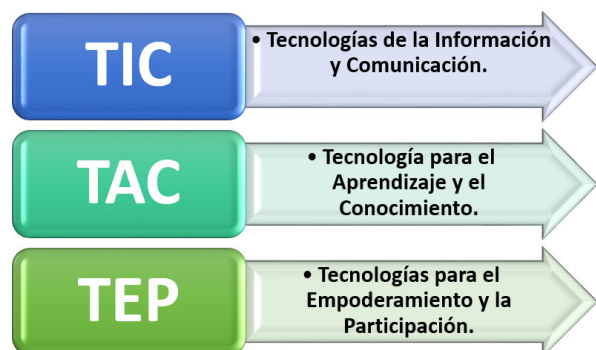 TIC
• Tecnologías de la Información
y Comunicación.
TAC
• Tecnología para el
Aprendizaje y el
Conocimiento.
TEP
• Tecnologías para el
Empoderamiento y la
Participación.